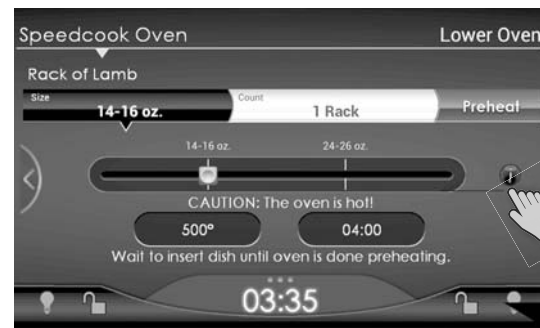 Speedcook Oven Lower Oven
Rack of Lamb
Size 14-16 oz. Count 1 Rack Preheat
14-16 oz. 24-26 oz.
CAUTION: The oven is hot!
500° 04:00
Wait to insert dish until oven is done preheating.
03:35